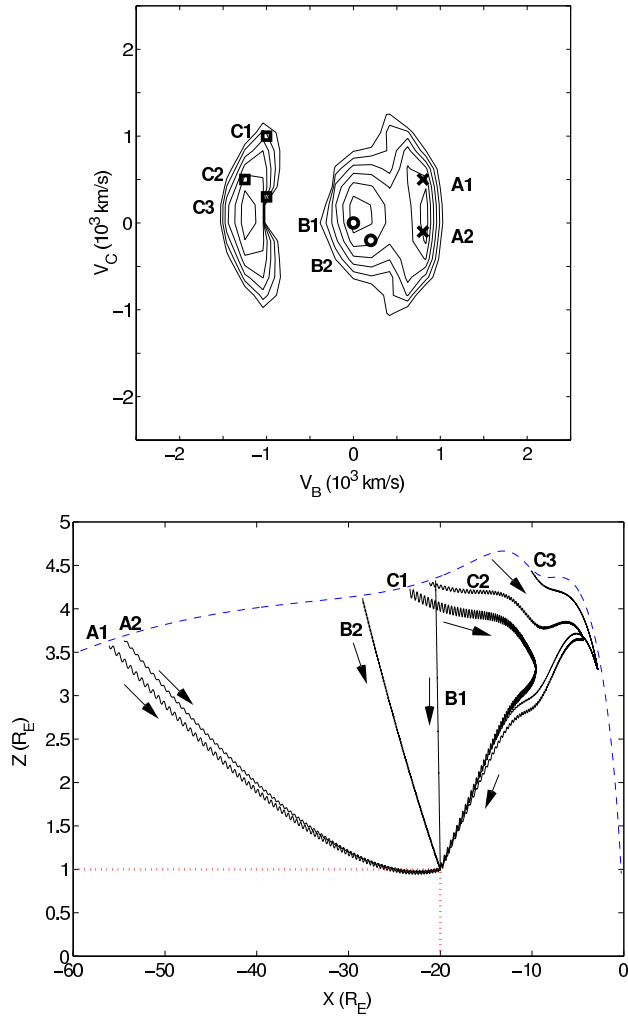 2
1
0
−1
−2
V_C (10^3 km/s)
C1
C2
C3
B1
B2
A1
A2
−2 −1 0 1 2
V_B (10^3 km/s)
5
4.5
4
3.5
3
2.5
2
1.5
1
0.5
0
Z (R_E)
A1
A2
B2
C1
C2
C3
B1
−60 −50 −40 −30 −20 −10 0
X (R_E)